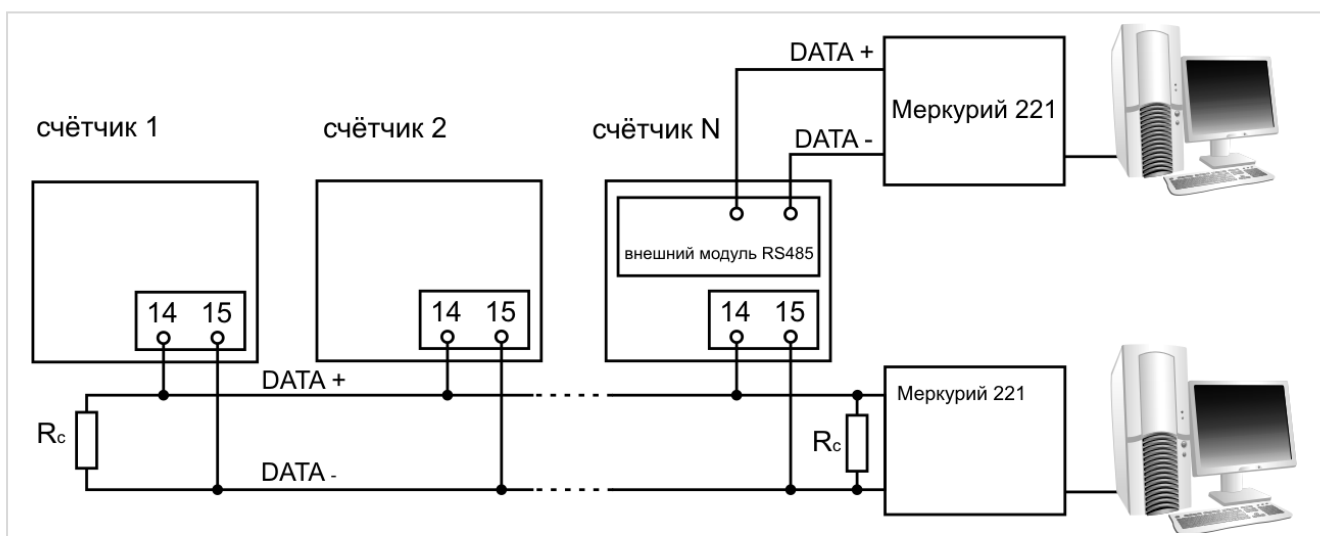 DATA +
Меркурий 221
DATA -
счётчик 1
счётчик 2
счётчик N
внешний модуль RS485
14 15
14 15
14 15
DATA +
Меркурий 221
Rc
Rc
DATA -